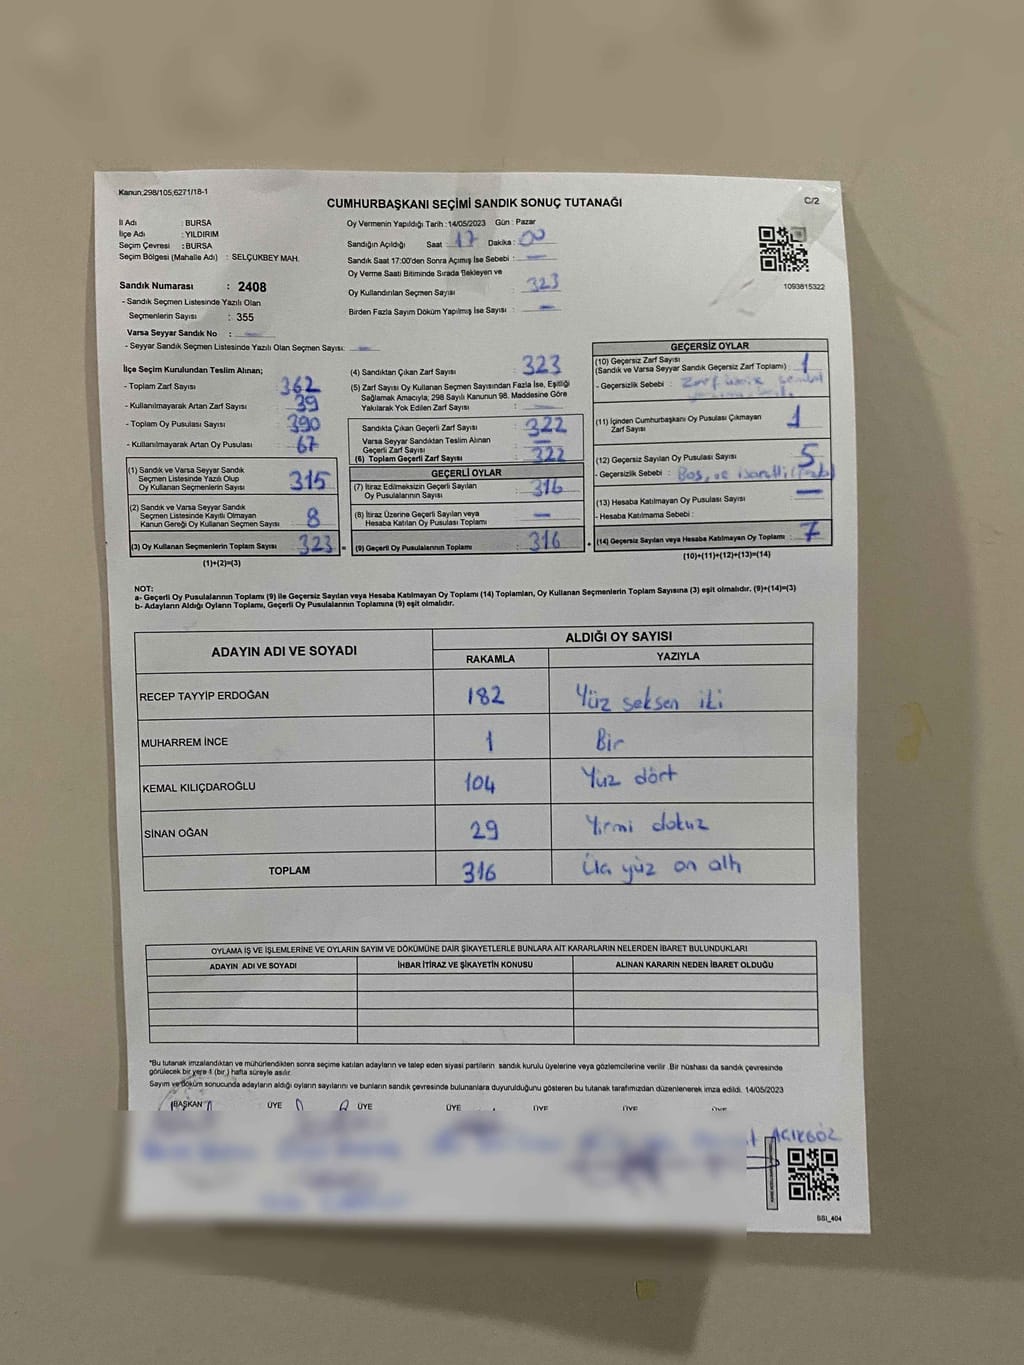 Kanun;298/105,6271/18-1
CUMHURBAŞKANI SEÇİMİ SANDIK SONUÇ TUTANAĞI
C/2
İl Adı : BURSA
İlçe Adı : YILDIRIM
Seçim Çevresi : BURSA
Seçim Bölgesi (Mahalle Adı) : SELÇUKBEY MAH.
Sandık Numarası : 2408
- Sandık Seçmen Listesinde Yazılı Olan
Seçmenlerin Sayısı : 355
Varsa Seyyar Sandık No : —
- Seyyar Sandık Seçmen Listesinde Yazılı Olan Seçmen Sayısı: —
Oy Vermenin Yapıldığı Tarih : 14/05/2023 Gün : Pazar
Sandığın Açıldığı Saat : 17 Dakika : 00
Sandık Saat 17:00'den Sonra Açımış İse Sebebi : —
Oy Verme Saati Bitiminde Sırada Bekleyen ve
Oy Kullandırılan Seçmen Sayısı : 323
Birden Fazla Sayım Döküm Yapılmış İse Sayısı : —
1093815322
İlçe Seçim Kurulundan Teslim Alınan;
- Toplam Zarf Sayısı : 362
- Kullanılmayarak Artan Zarf Sayısı : 39
- Toplam Oy Pusulası Sayısı : 390
- Kullanılmayarak Artan Oy Pusulası : 67
(1) Sandık ve Varsa Seyyar Sandık
Seçmen Listesinde Yazılı Olup
Oy Kullanan Seçmenlerin Sayısı : 315
(2) Sandık ve Varsa Seyyar Sandık
Seçmen Listesinde Kayıtlı Olmayan
Kanun Gereği Oy Kullanan Seçmen Sayısı : 8
(3) Oy Kullanan Seçmenlerin Toplam Sayısı : 323
(1)+(2)=(3)
(4) Sandıktan Çıkan Zarf Sayısı : 323
(5) Zarf Sayısı Oy Kullanan Seçmen Sayısından Fazla İse, Eşitliği
Sağlamak Amacıyla; 298 Sayılı Kanunun 98. Maddesine Göre
Yakılarak Yok Edilen Zarf Sayısı : —
Sandıkta Çıkan Geçerli Zarf Sayısı : 322
Varsa Seyyar Sandıktan Teslim Alınan
Geçerli Zarf Sayısı : —
(6) Toplam Geçerli Zarf Sayısı : 322
GEÇERLİ OYLAR
(7) İtiraz Edilmeksizin Geçerli Sayılan
Oy Pusulalarının Sayısı : 316
(8) İtiraz Üzerine Geçerli Sayılan veya
Hesaba Katılan Oy Pusulası Toplamı : —
(9) Geçerli Oy Pusulalarının Toplamı : 316
GEÇERSİZ OYLAR
(10) Geçersiz Zarf Sayısı
(Sandık ve Varsa Seyyar Sandık Geçersiz Zarf Toplamı) : 1
- Geçersizlik Sebebi : Zarf
(11) İçinden Cumhurbaşkanı Oy Pusulası Çıkmayan
Zarf Sayısı : 1
(12) Geçersiz Sayılan Oy Pusulası Sayısı : 5
- Geçersizlik Sebebi : Boş, ve
(13) Hesaba Katılmayan Oy Pusulası Sayısı : —
- Hesaba Katılmama Sebebi :
(14) Geçersiz Sayılan veya Hesaba Katılmayan Oy Toplamı : 7
(10)+(11)+(12)+(13)=(14)
NOT:
a- Geçerli Oy Pusulalarının Toplamı (9) ile Geçersiz Sayılan veya Hesaba Katılmayan Oy Toplamı (14) Toplamları, Oy Kullanan Seçmenlerin Toplam Sayısına (3) eşit olmalıdır. (9)+(14)=(3)
b- Adayların Aldığı Oyların Toplamı, Geçerli Oy Pusulalarının Toplamına (9) eşit olmalıdır.
ADAYIN ADI VE SOYADI
ALDIĞI OY SAYISI
RAKAMLA YAZIYLA
RECEP TAYYİP ERDOĞAN 182 Yüz seksen iki
MUHARREM İNCE 1 Bir
KEMAL KILIÇDAROĞLU 104 Yüz dört
SİNAN OĞAN 29 Yirmi dokuz
TOPLAM 316 Üç yüz on altı
OYLAMA İŞ VE İŞLEMLERİNE VE OYLARIN SAYIM VE DÖKÜMÜNE DAİR ŞİKAYETLERLE BUNLARA AİT KARARLARIN NELERDEN İBARET BULUNDUKLARI
ADAYIN ADI VE SOYADI İHBAR İTİRAZ VE ŞİKAYETİN KONUSU ALINAN KARARIN NEDEN İBARET OLDUĞU
*Bu tutanak imzalandıktan ve mühürlendikten sonra seçime katılan adayların ve talep eden siyasi partilerin sandık kurulu üyelerine veya gözlemcilerine verilir. Bir nüshası da sandık çevresinde
görülecek bir yere 1 (bir) hafta süreyle asılır.
Sayım ve döküm sonucunda adayların aldığı oyların sayılarını ve bunların sandık çevresinde bulunanlara duyurulduğunu gösteren bu tutanak tarafımızdan düzenlenerek imza edildi. 14/05/2023
BAŞKAN ÜYE ÜYE ÜYE ÜYE ÜYE ÜYE
AÇIKGÖZ
BSI_404